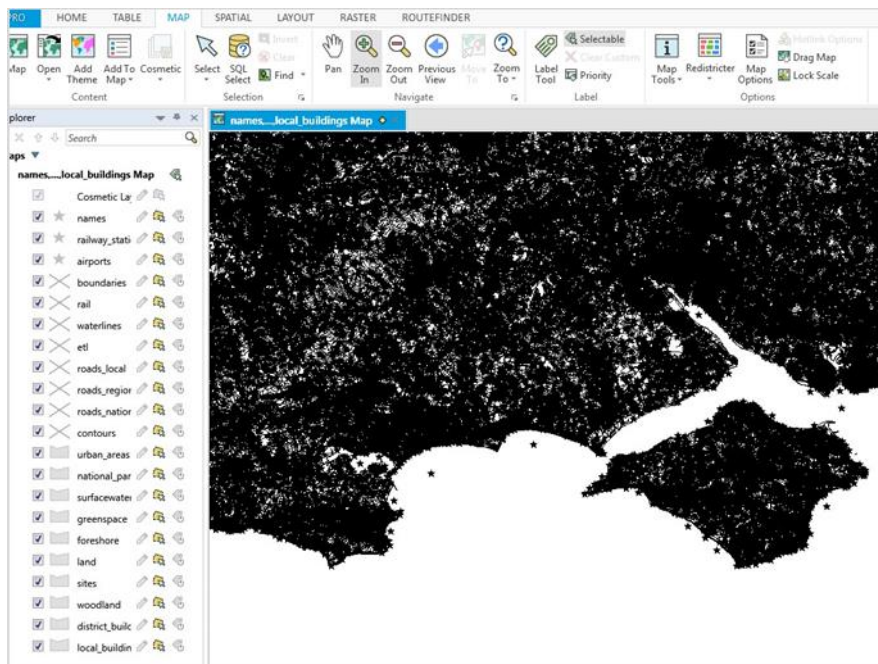 PRO HOME TABLE MAP SPATIAL LAYOUT RASTER ROUTEFINDER
Map Open Add Theme Add To Map Cosmetic
Content
Select SQL Select Insert Clear Find
Selection
Pan Zoom In Zoom Out Previous View Move To Zoom To
Navigate
Label Tool Selectable Clear Custom Priority
Label
Map Tools Redistricter Map Options Hotlink Options Drag Map Lock Scale
Options
plorer
Search
aps
names,...,local_buildings Map
names,...,local_buildings Map
Cosmetic La
names
railway_stati
airports
boundaries
rail
waterlines
etl
roads_local
roads_region
roads_nation
contours
urban_areas
national_par
surfacewater
greenspace
foreshore
land
sites
woodland
district_builc
local_buildin